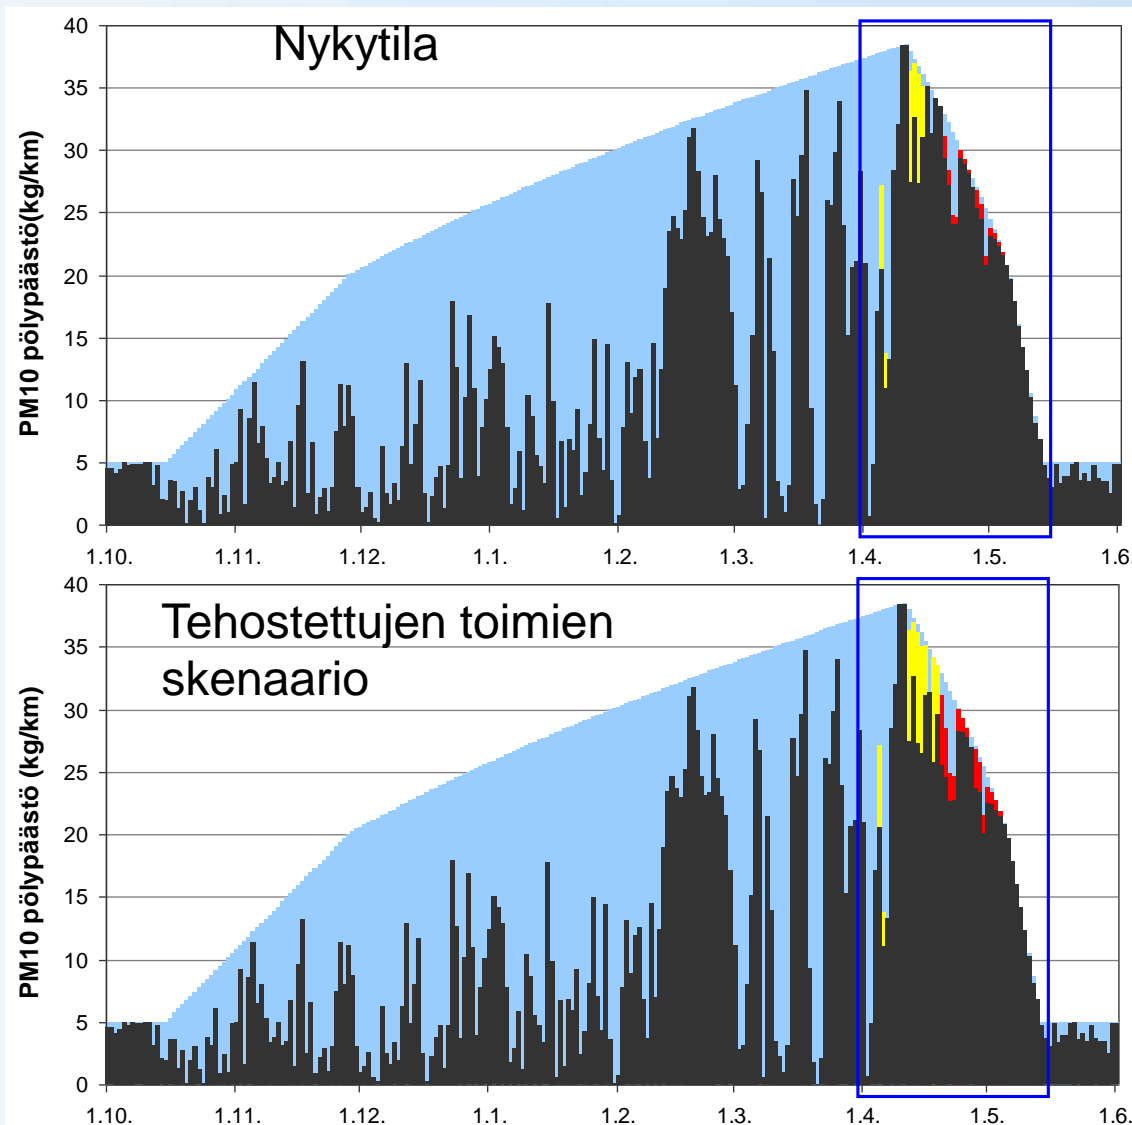 Nykytila
PM10 pölypäästö(kg/km)
40
35
30
25
20
15
10
5
0
1.10. 1.11. 1.12. 1.1. 1.2. 1.3. 1.4. 1.5. 1.6.
Tehostettujen toimien
skenaario
PM10 pölypäästö (kg/km)
40
35
30
25
20
15
10
5
0
1.10. 1.11. 1.12. 1.1. 1.2. 1.3. 1.4. 1.5. 1.6.